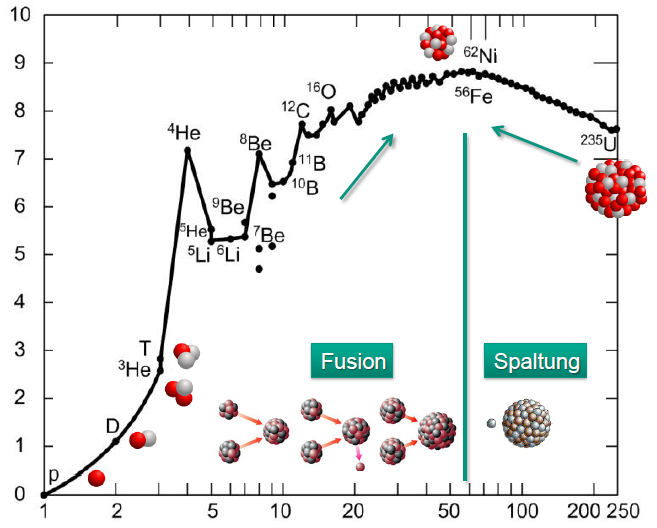 10
9
8
7
6
5
4
3
2
1
0
⁶²Ni
⁵⁶Fe
¹⁶O
¹²C
²³⁵U
⁴He
⁸Be
¹¹B
¹⁰B
⁹Be
⁵He
⁷Be
⁵Li
⁶Li
T
³He
D
p
Fusion
Spaltung
1 2 5 10 20 50 100 200 250